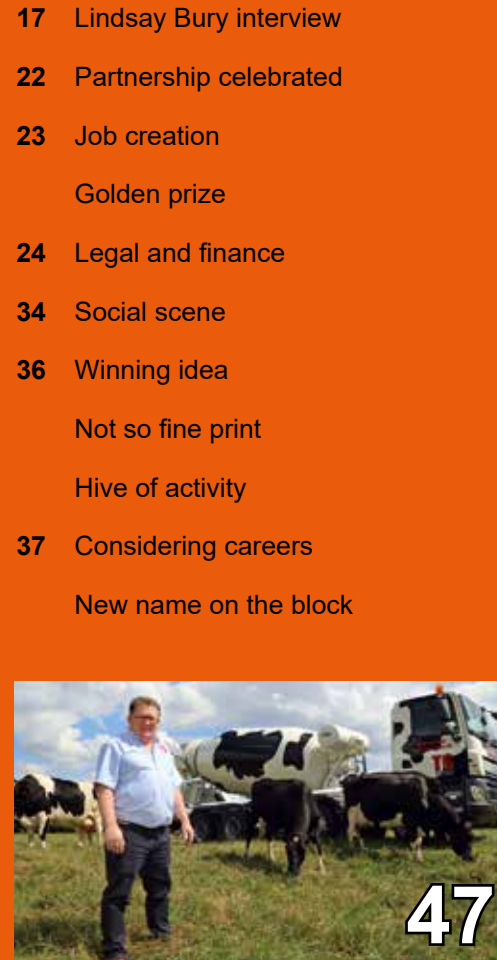 17 Lindsay Bury interview
22 Partnership celebrated
23 Job creation
Golden prize
24 Legal and finance
34 Social scene
36 Winning idea
Not so fine print
Hive of activity
37 Considering careers
New name on the block
47